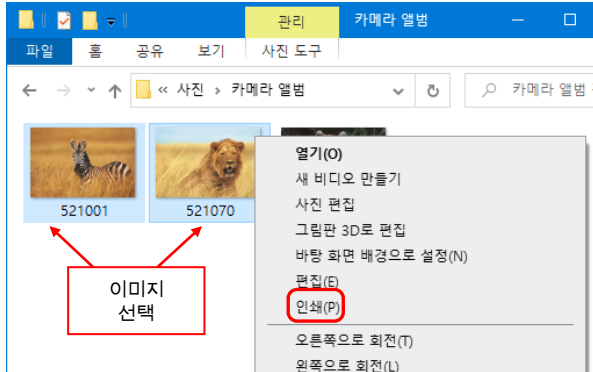 관리
카메라 앨범
파일
홈
공유
보기
사진 도구
« 사진 › 카메라 앨범
카메라 앨범
521001
521070
이미지
선택
열기(O)
새 비디오 만들기
사진 편집
그림판 3D로 편집
바탕 화면 배경으로 설정(N)
편집(E)
인쇄(P)
오른쪽으로 회전(T)
왼쪽으로 회전(L)